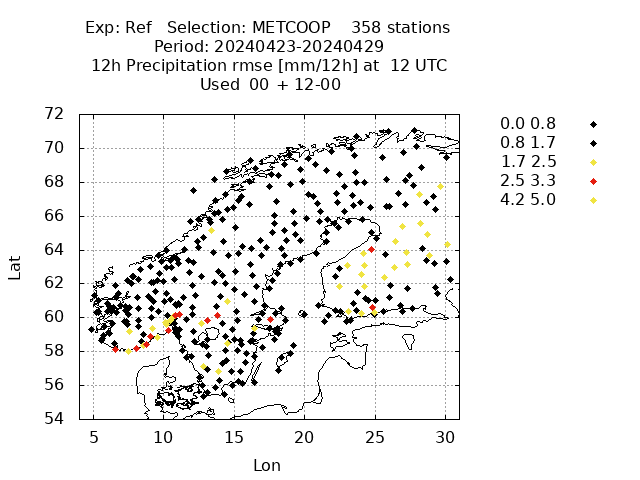 Exp: Ref   Selection: METCOOP    358 stations
Period: 20240423-20240429
12h Precipitation rmse [mm/12h] at  12 UTC
Used  00 + 12-00
0.0 0.8
0.8 1.7
1.7 2.5
2.5 3.3
4.2 5.0
72
70
68
66
64
62
60
58
56
54
Lat
5 10 15 20 25 30
Lon